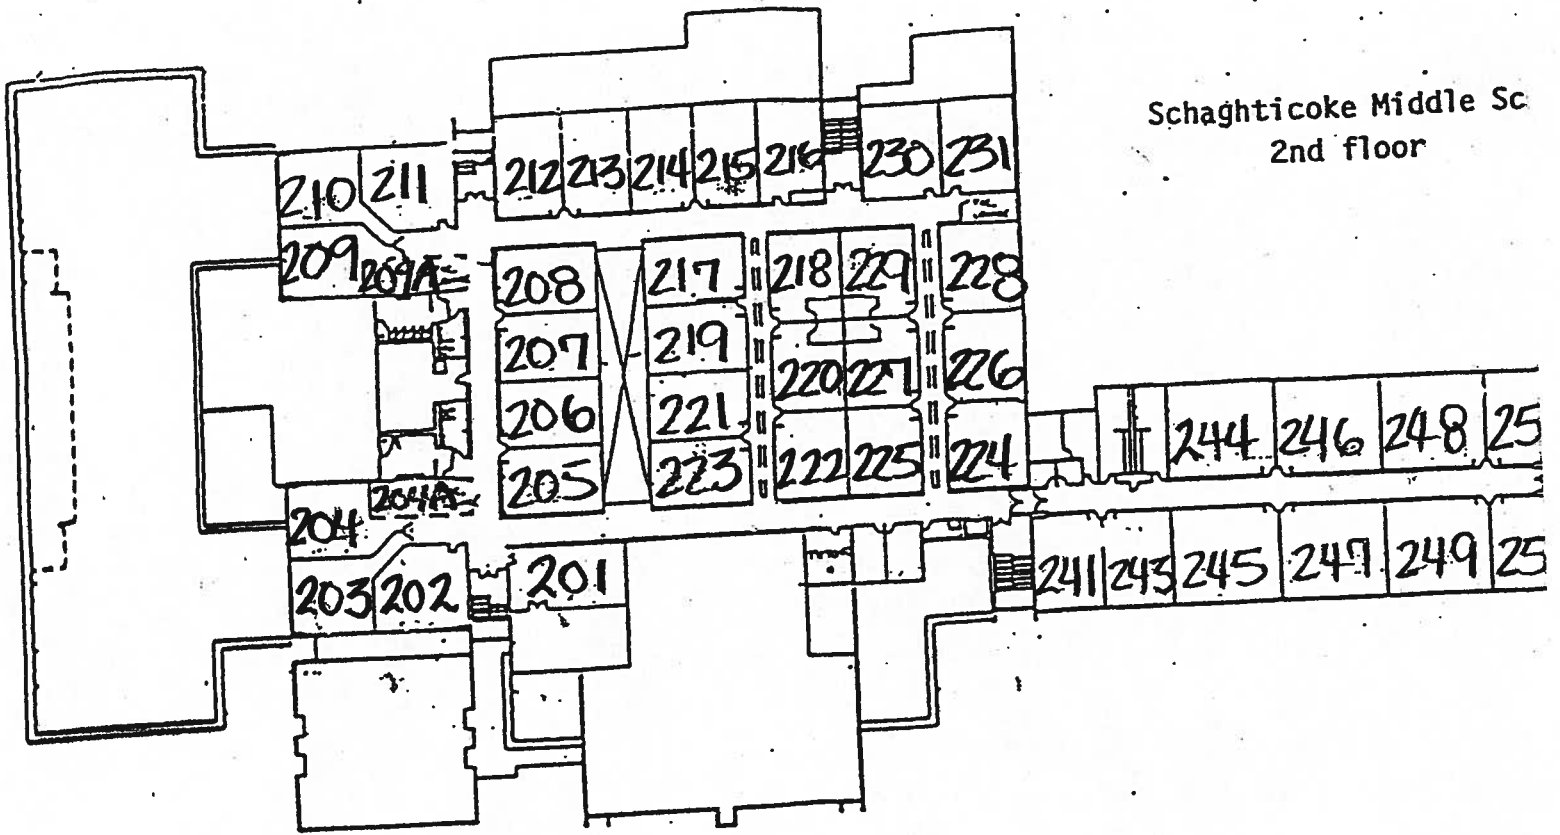 Schaghticoke Middle Sc
2nd floor
210 211 212 213 214 215 216 230 231
209 209A 208 217 218 229 228
207 219 220 227 226
206 221
205 223 222 225 224 244 246 248 25
204 204A
203 202 201 241 243 245 247 249 25